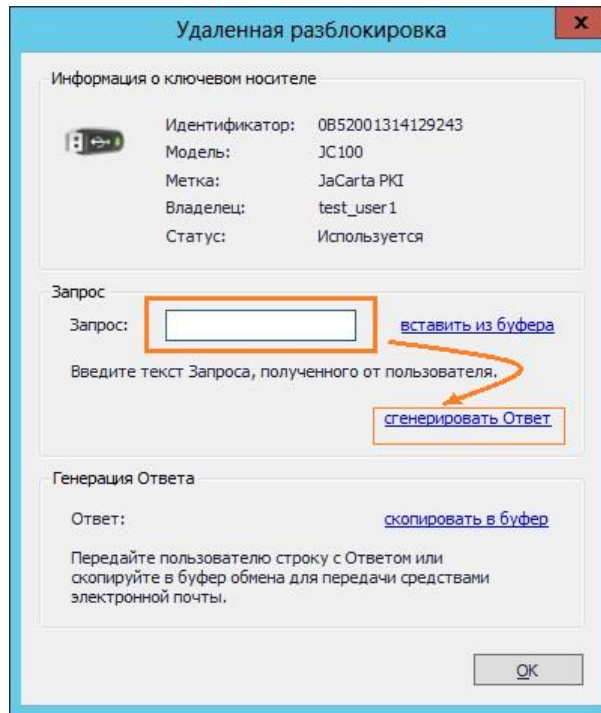 Удаленная разблокировка
x
Информация о ключевом носителе
Идентификатор: 0B52001314129243
Модель: JC100
Метка: JaCarta PKI
Владелец: test_user1
Статус: Используется
Запрос
Запрос: вставить из буфера
Введите текст Запроса, полученного от пользователя.
сгенерировать Ответ
Генерация Ответа
Ответ: скопировать в буфер
Передайте пользователю строку с Ответом или
скопируйте в буфер обмена для передачи средствами
электронной почты.
OK